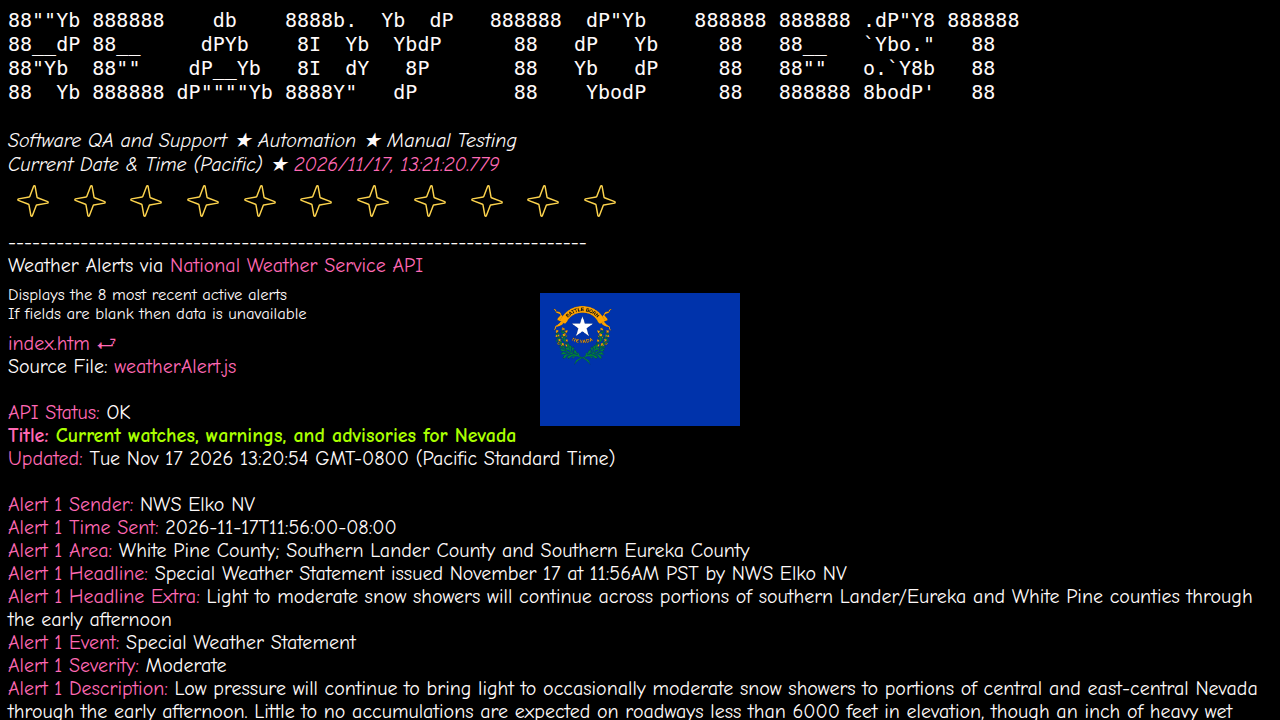 88""Yb 888888    db    8888b.  Yb  dP   888888  dP"Yb    888888 888888 .dP"Y8 888888
88__dP 88__     dPYb    8I  Yb  YbdP      88   dP   Yb     88   88__   `Ybo."   88
88"Yb  88""    dP__Yb   8I  dY   8P       88   Yb   dP     88   88""   o.`Y8b   88
88  Yb 888888 dP""""Yb 8888Y"   dP        88    YbodP      88   888888 8bodP'   88
Software QA and Support ★ Automation ★ Manual Testing
Current Date & Time (Pacific) ★ 2026/11/17, 13:21:20.779
------------------------------------------------------------------------
Weather Alerts via National Weather Service API
Displays the 8 most recent active alerts
If fields are blank then data is unavailable
BATTLE BORN
NEVADA
index.htm ⮐
Source File: weatherAlert.js
API Status: OK
Title: Current watches, warnings, and advisories for Nevada
Updated: Tue Nov 17 2026 13:20:54 GMT-0800 (Pacific Standard Time)
Alert 1 Sender: NWS Elko NV
Alert 1 Time Sent: 2026-11-17T11:56:00-08:00
Alert 1 Area: White Pine County; Southern Lander County and Southern Eureka County
Alert 1 Headline: Special Weather Statement issued November 17 at 11:56AM PST by NWS Elko NV
Alert 1 Headline Extra: Light to moderate snow showers will continue across portions of southern Lander/Eureka and White Pine counties through
the early afternoon
Alert 1 Event: Special Weather Statement
Alert 1 Severity: Moderate
Alert 1 Description: Low pressure will continue to bring light to occasionally moderate snow showers to portions of central and east-central Nevada
through the early afternoon. Little to no accumulations are expected on roadways less than 6000 feet in elevation, though an inch of heavy wet